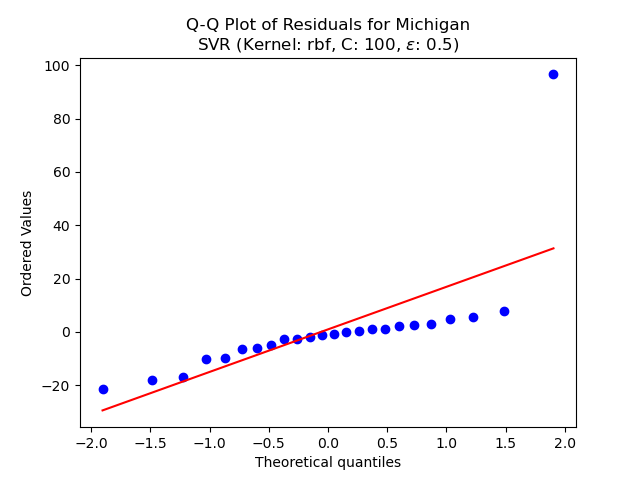 Q-Q Plot of Residuals for Michigan
SVR (Kernel: rbf, C: 100, ε: 0.5)
100
80
60
40
20
0
−20
Ordered Values
−2.0 −1.5 −1.0 −0.5 0.0 0.5 1.0 1.5 2.0
Theoretical quantiles